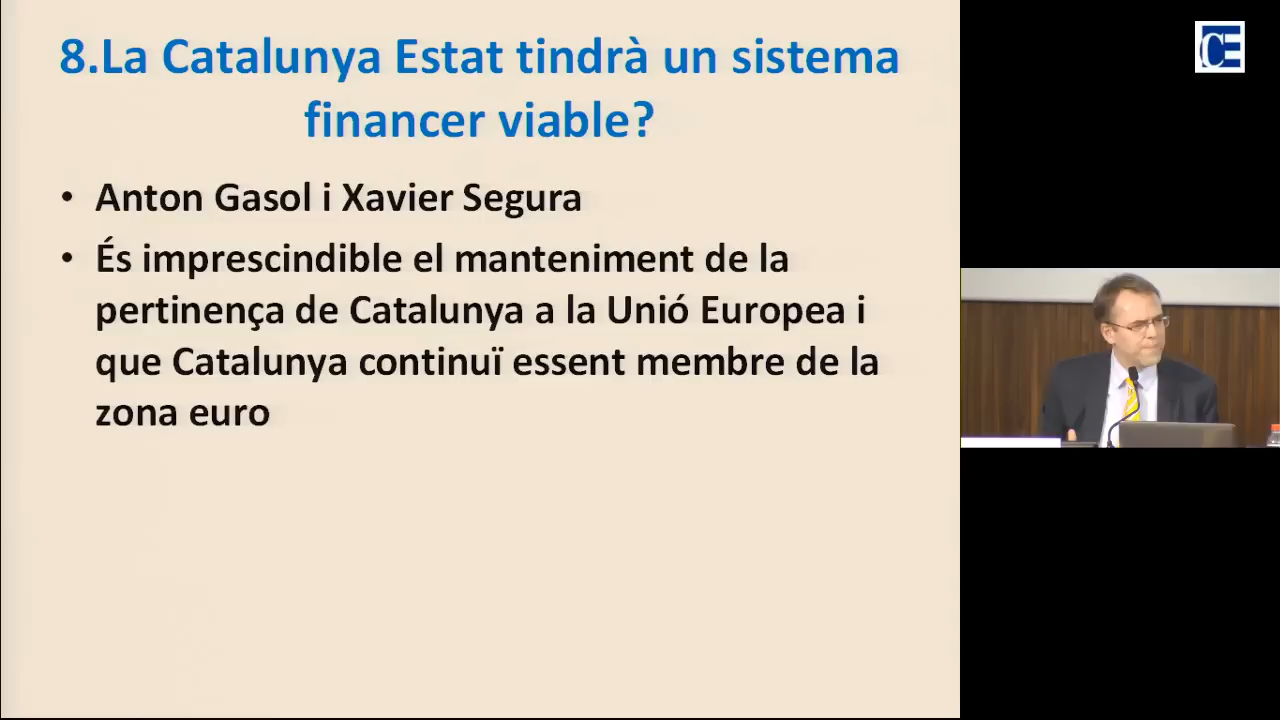 8.La Catalunya Estat tindrà un sistema
financer viable?
• Anton Gasol i Xavier Segura
• És imprescindible el manteniment de la
pertinença de Catalunya a la Unió Europea i
que Catalunya continuï essent membre de la
zona euro
CE